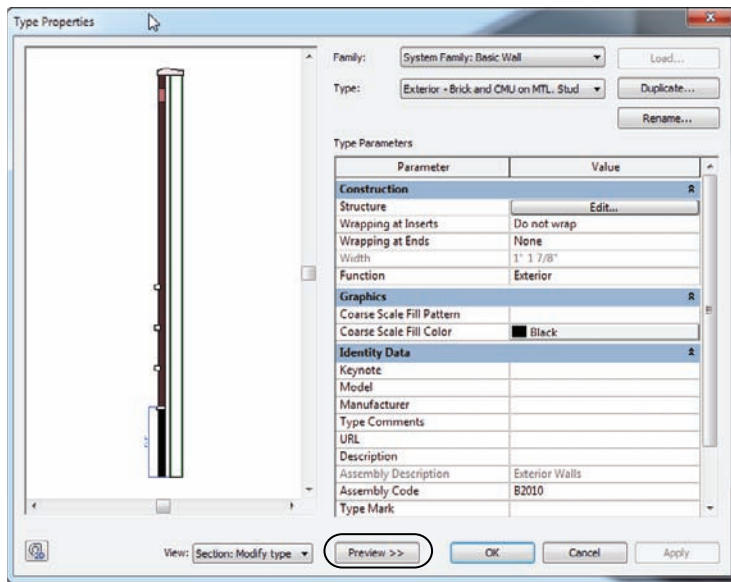 Type Properties
Family: System Family: Basic Wall Load...
Type: Exterior - Brick and CMU on MTL. Stud Duplicate...
Rename...
Type Parameters
Parameter Value
Construction
Structure Edit...
Wrapping at Inserts Do not wrap
Wrapping at Ends None
Width 1' 1 7/8"
Function Exterior
Graphics
Coarse Scale Fill Pattern
Coarse Scale Fill Color Black
Identity Data
Keynote
Model
Manufacturer
Type Comments
URL
Description
Assembly Description Exterior Walls
Assembly Code B2010
Type Mark
View: Section: Modify type Preview >> OK Cancel Apply